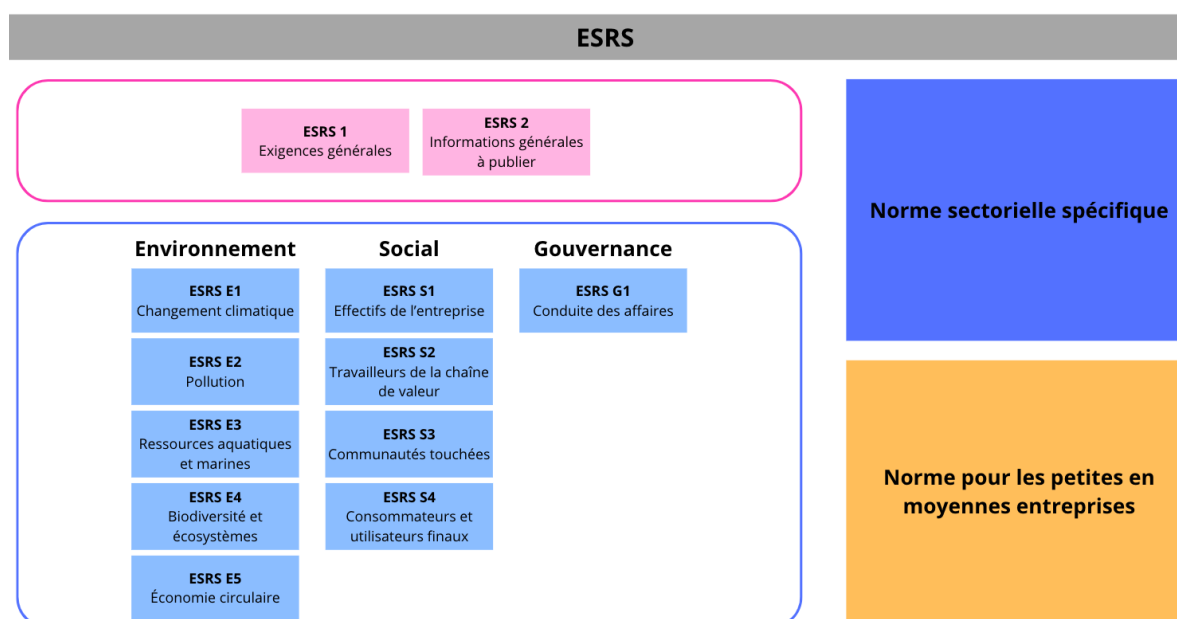 ESRS
ESRS 1
Exigences générales
ESRS 2
Informations générales
à publier
Environnement
ESRS E1
Changement climatique
ESRS E2
Pollution
ESRS E3
Ressources aquatiques
et marines
ESRS E4
Biodiversité et
écosystèmes
ESRS E5
Économie circulaire
Social
ESRS S1
Effectifs de l’entreprise
ESRS S2
Travailleurs de la chaîne
de valeur
ESRS S3
Communautés touchées
ESRS S4
Consommateurs et
utilisateurs finaux
Gouvernance
ESRS G1
Conduite des affaires
Norme sectorielle spécifique
Norme pour les petites en
moyennes entreprises